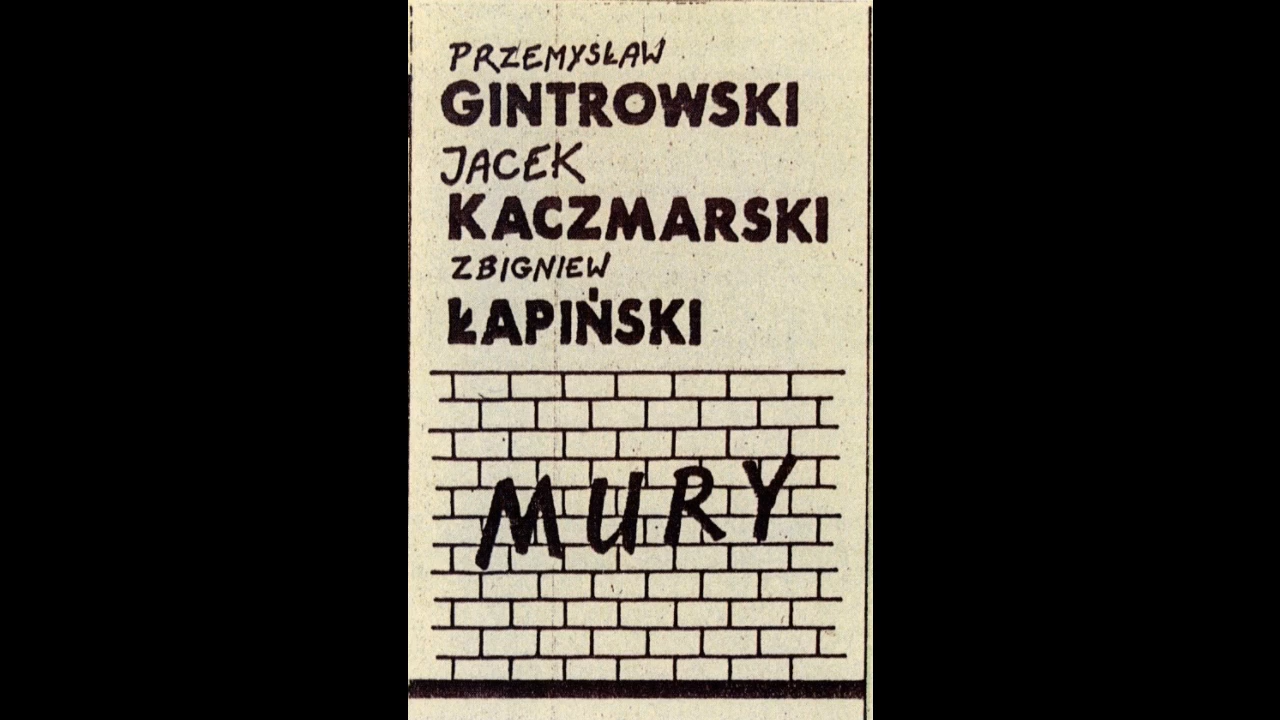 PRZEMYSŁAW
GINTROWSKI
JACEK
KACZMARSKI
ZBIGNIEW
ŁAPIŃSKI
MURY